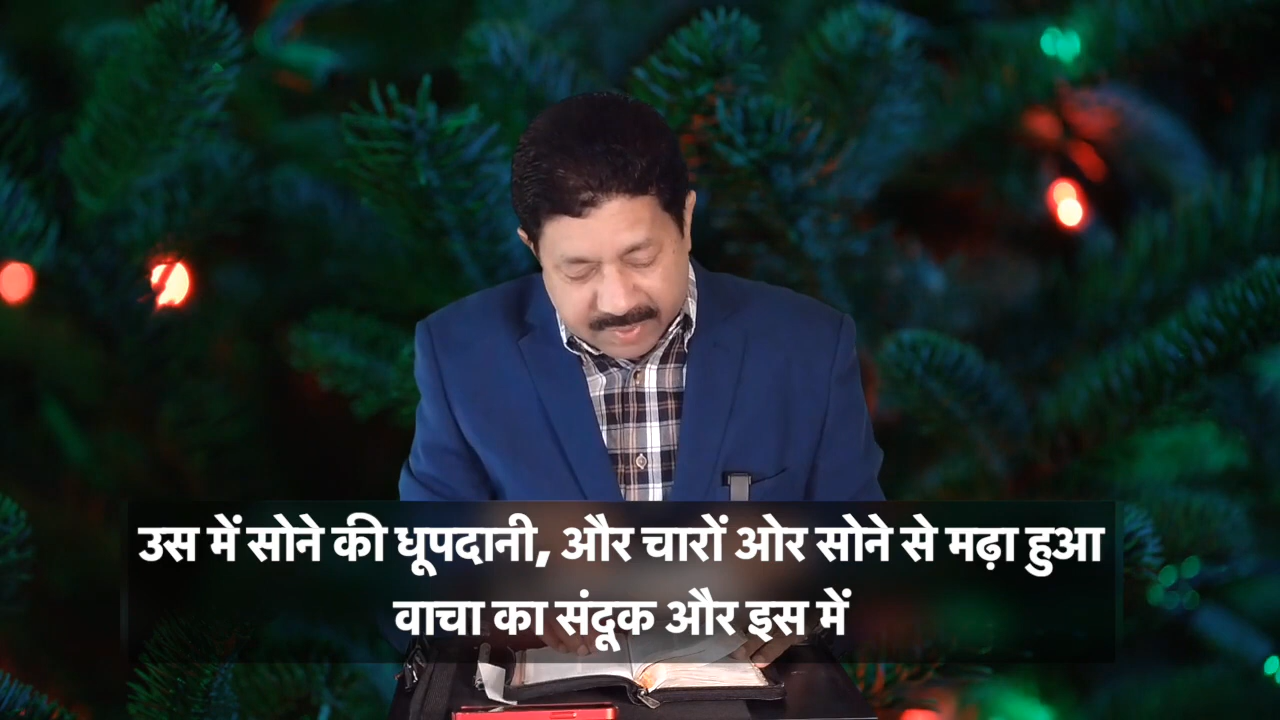 उस में सोने की धूपदानी, और चारों ओर सोने से मढ़ा हुआ
वाचा का संदूक और इस में